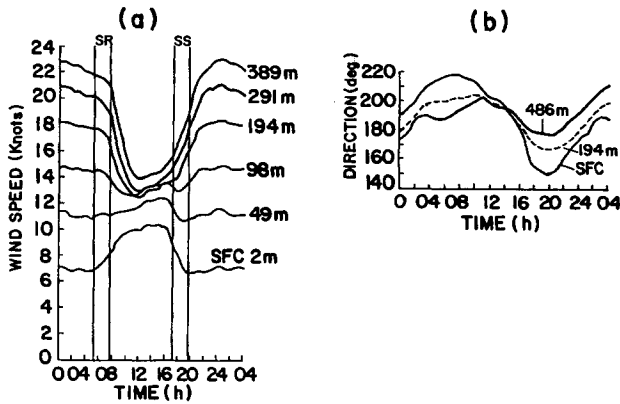 (a)
SR
SS
24
22
20
18
16
14
12
10
8
6
4
2
0
WIND SPEED (Knots)
389m
291m
194m
98m
49m
SFC 2m
0 04 08 12 16 20 24 04
TIME (h)
(b)
200
180
160
140
DIRECTION (deg.)
486m
194m
SFC
0 04 08 12 16 20 24 04
TIME (h)